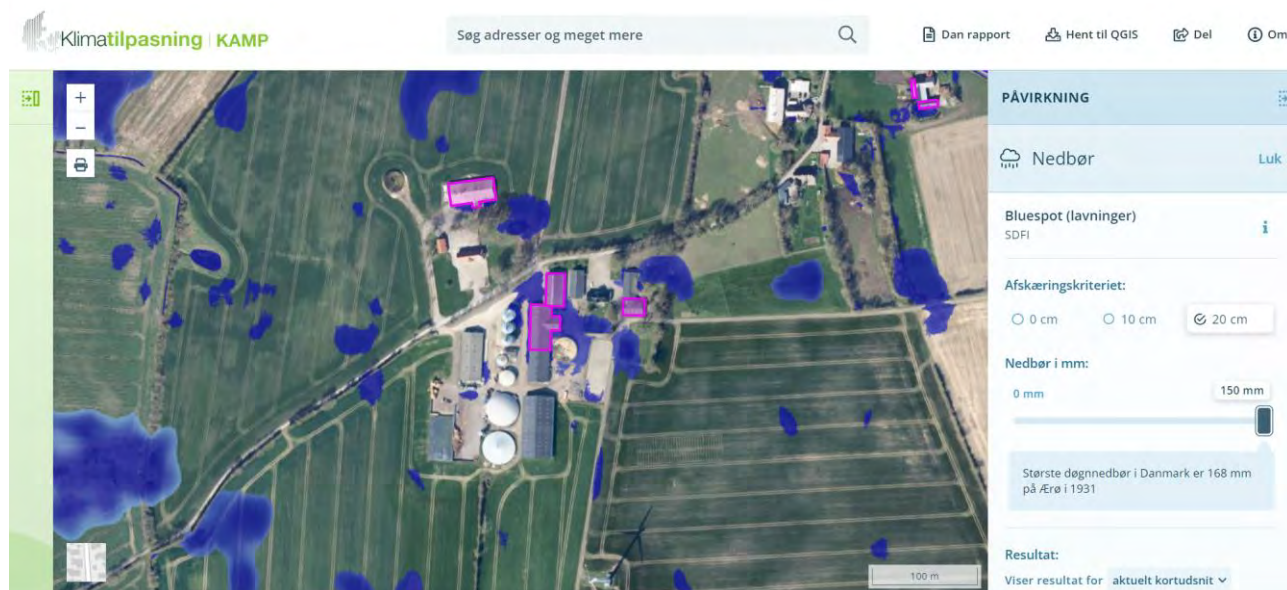 Klimatilpasning | KAMP
Søg adresser og meget mere
Dan rapport
Hent til QGIS
Del
Om
PÅVIRKNING
Nedbør
Luk
Bluespot (lavninger)
SDFI
Afskæringskriteriet:
0 cm
10 cm
20 cm
Nedbør i mm:
0 mm
150 mm
Største døgnnedbør i Danmark er 168 mm
på Ærø i 1931
Resultat:
Viser resultat for aktuelt kortudsnit
100 m